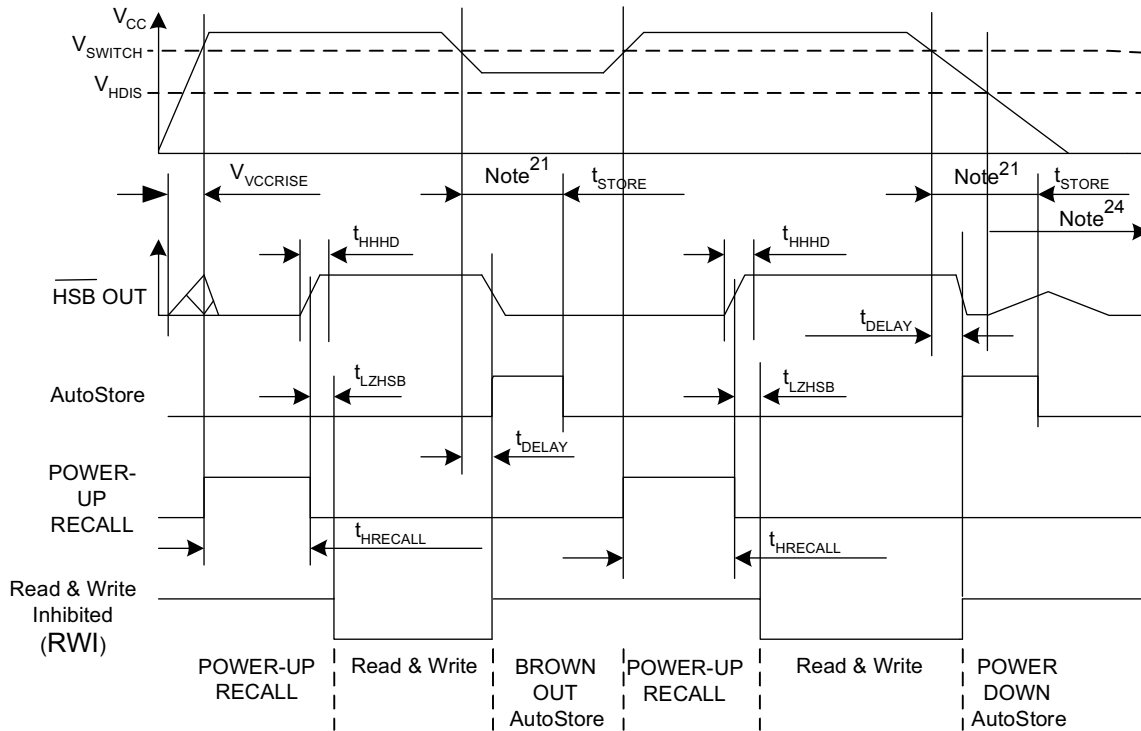 VCC
VSWITCH
VHDIS
VVCCRISE
Note21
tSTORE
Note21
tSTORE
Note24
tHHHD
tHHHD
HSB OUT
tDELAY
tLZHSB
tLZHSB
AutoStore
tDELAY
POWER-
UP
RECALL
tHRECALL
tHRECALL
Read & Write
Inhibited
(RWI)
POWER-UP
RECALL
Read & Write
BROWN
OUT
AutoStore
POWER-UP
RECALL
Read & Write
POWER
DOWN
AutoStore